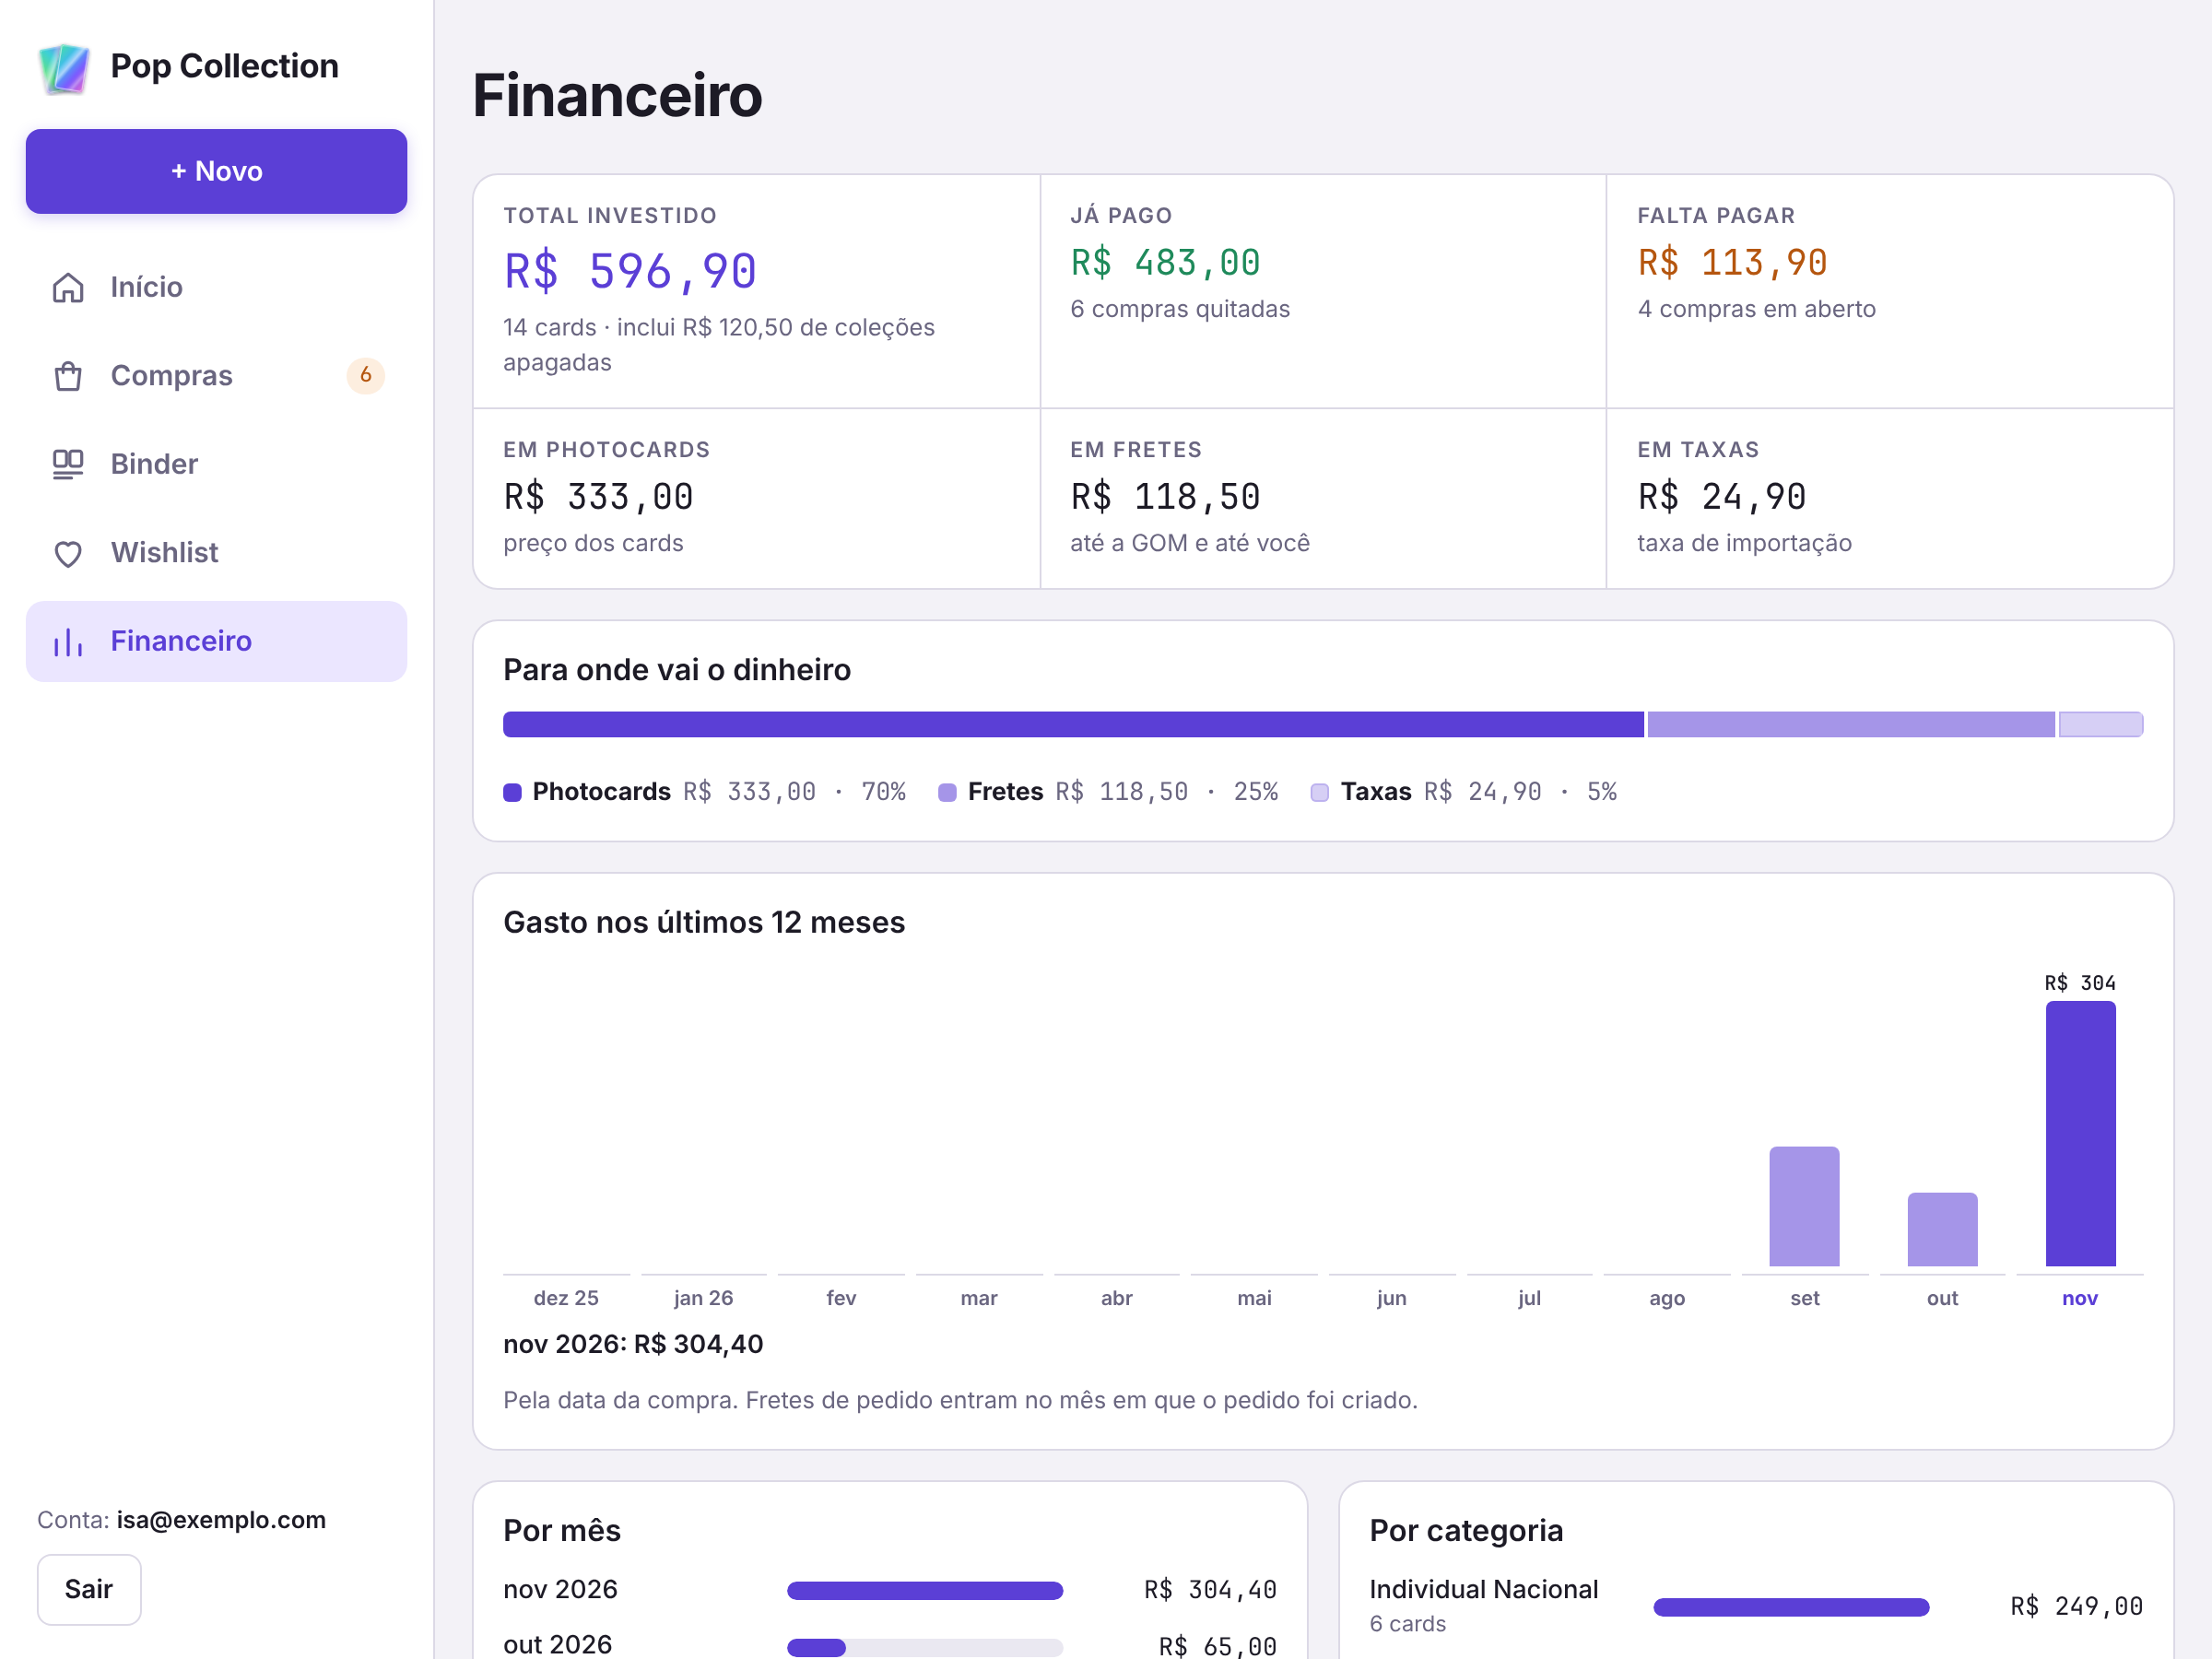 Pop Collection
+ Novo
Início
Compras 6
Binder
Wishlist
Financeiro
Conta: isa@exemplo.com
Sair
Financeiro
TOTAL INVESTIDO
R$ 596,90
14 cards · inclui R$ 120,50 de coleções
apagadas
JÁ PAGO
R$ 483,00
6 compras quitadas
FALTA PAGAR
R$ 113,90
4 compras em aberto
EM PHOTOCARDS
R$ 333,00
preço dos cards
EM FRETES
R$ 118,50
até a GOM e até você
EM TAXAS
R$ 24,90
taxa de importação
Para onde vai o dinheiro
Photocards R$ 333,00 · 70% Fretes R$ 118,50 · 25% Taxas R$ 24,90 · 5%
Gasto nos últimos 12 meses
R$ 304
dez 25 jan 26 fev mar abr mai jun jul ago set out nov
nov 2026: R$ 304,40
Pela data da compra. Fretes de pedido entram no mês em que o pedido foi criado.
Por mês
nov 2026 R$ 304,40
out 2026 R$ 65,00
Por categoria
Individual Nacional R$ 249,00
6 cards